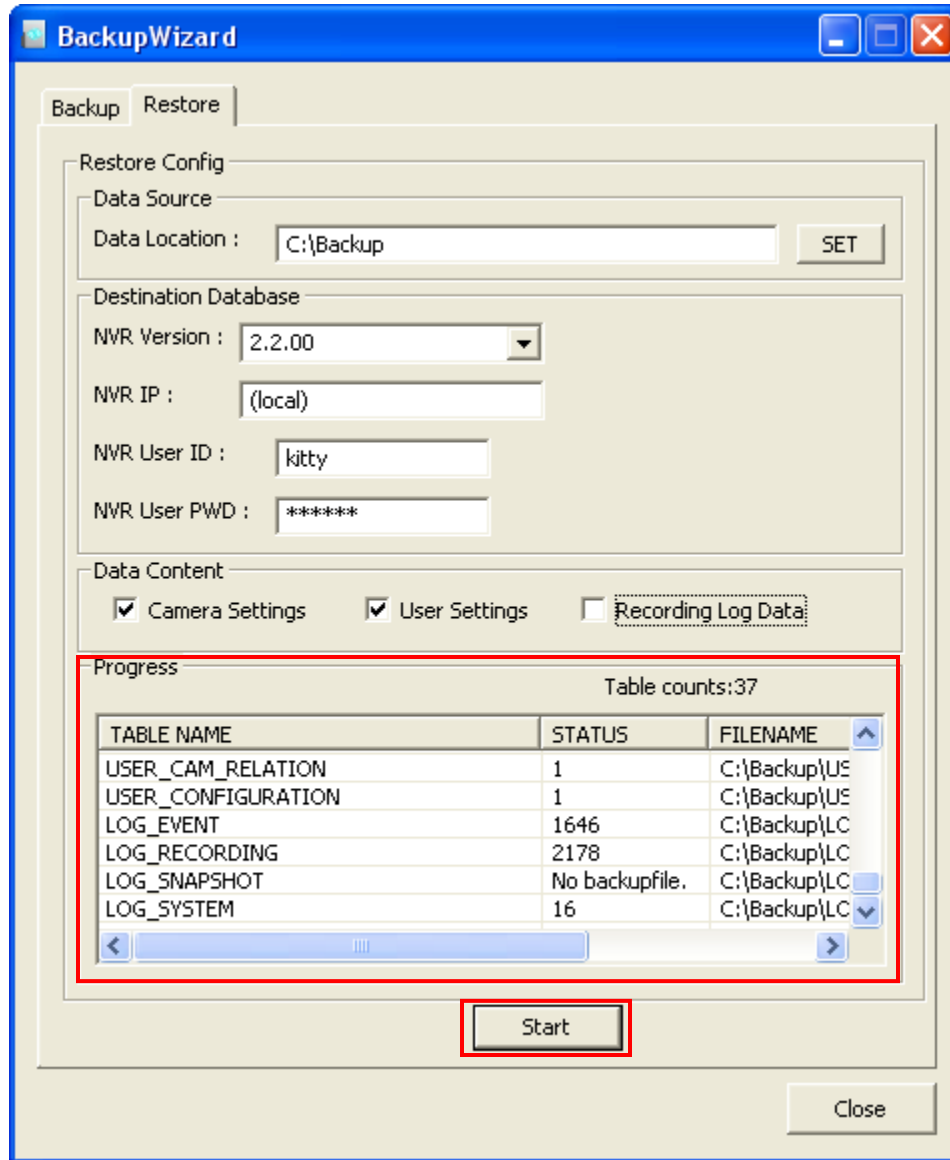 BackupWizard
Backup Restore
Restore Config
Data Source
Data Location : C:\Backup SET
Destination Database
NVR Version : 2.2.00
NVR IP : (local)
NVR User ID : kitty
NVR User PWD : ******
Data Content
Camera Settings User Settings Recording Log Data
Progress
Table counts:37
TABLE NAME STATUS FILENAME
USER_CAM_RELATION 1 C:\Backup\US
USER_CONFIGURATION 1 C:\Backup\US
LOG_EVENT 1646 C:\Backup\LC
LOG_RECORDING 2178 C:\Backup\LC
LOG_SNAPSHOT No backupfile. C:\Backup\LC
LOG_SYSTEM 16 C:\Backup\LC
Start
Close